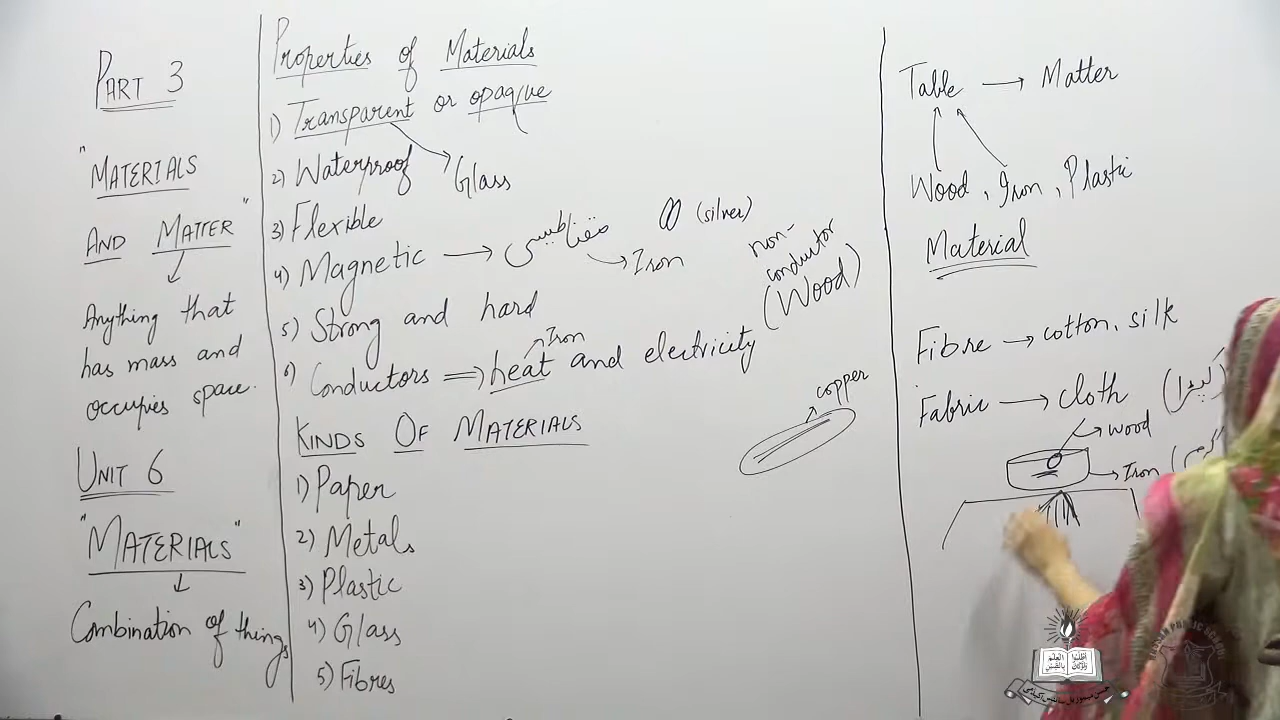 PART 3
"MATERIALS
AND MATTER"
Anything that
has mass and
occupies space.
UNIT 6
"MATERIALS"
Combination of things
Properties of Materials
1) Transparent or opaque
Glass
2) Waterproof
3) Flexible
4) Magnetic → مقناطیسی
Iron
(silver)
5) Strong and hard
6) Conductors ⇒ heat and electricity
Iron
non-
conductor
(Wood)
copper
KINDS OF MATERIALS
1) Paper
2) Metals
3) Plastic
4) Glass
5) Fibres
Table → Matter
Wood, Iron, Plastic
Material
Fibre → cotton, silk
Fabric → cloth (کپڑا
wood
Iron (گرمی